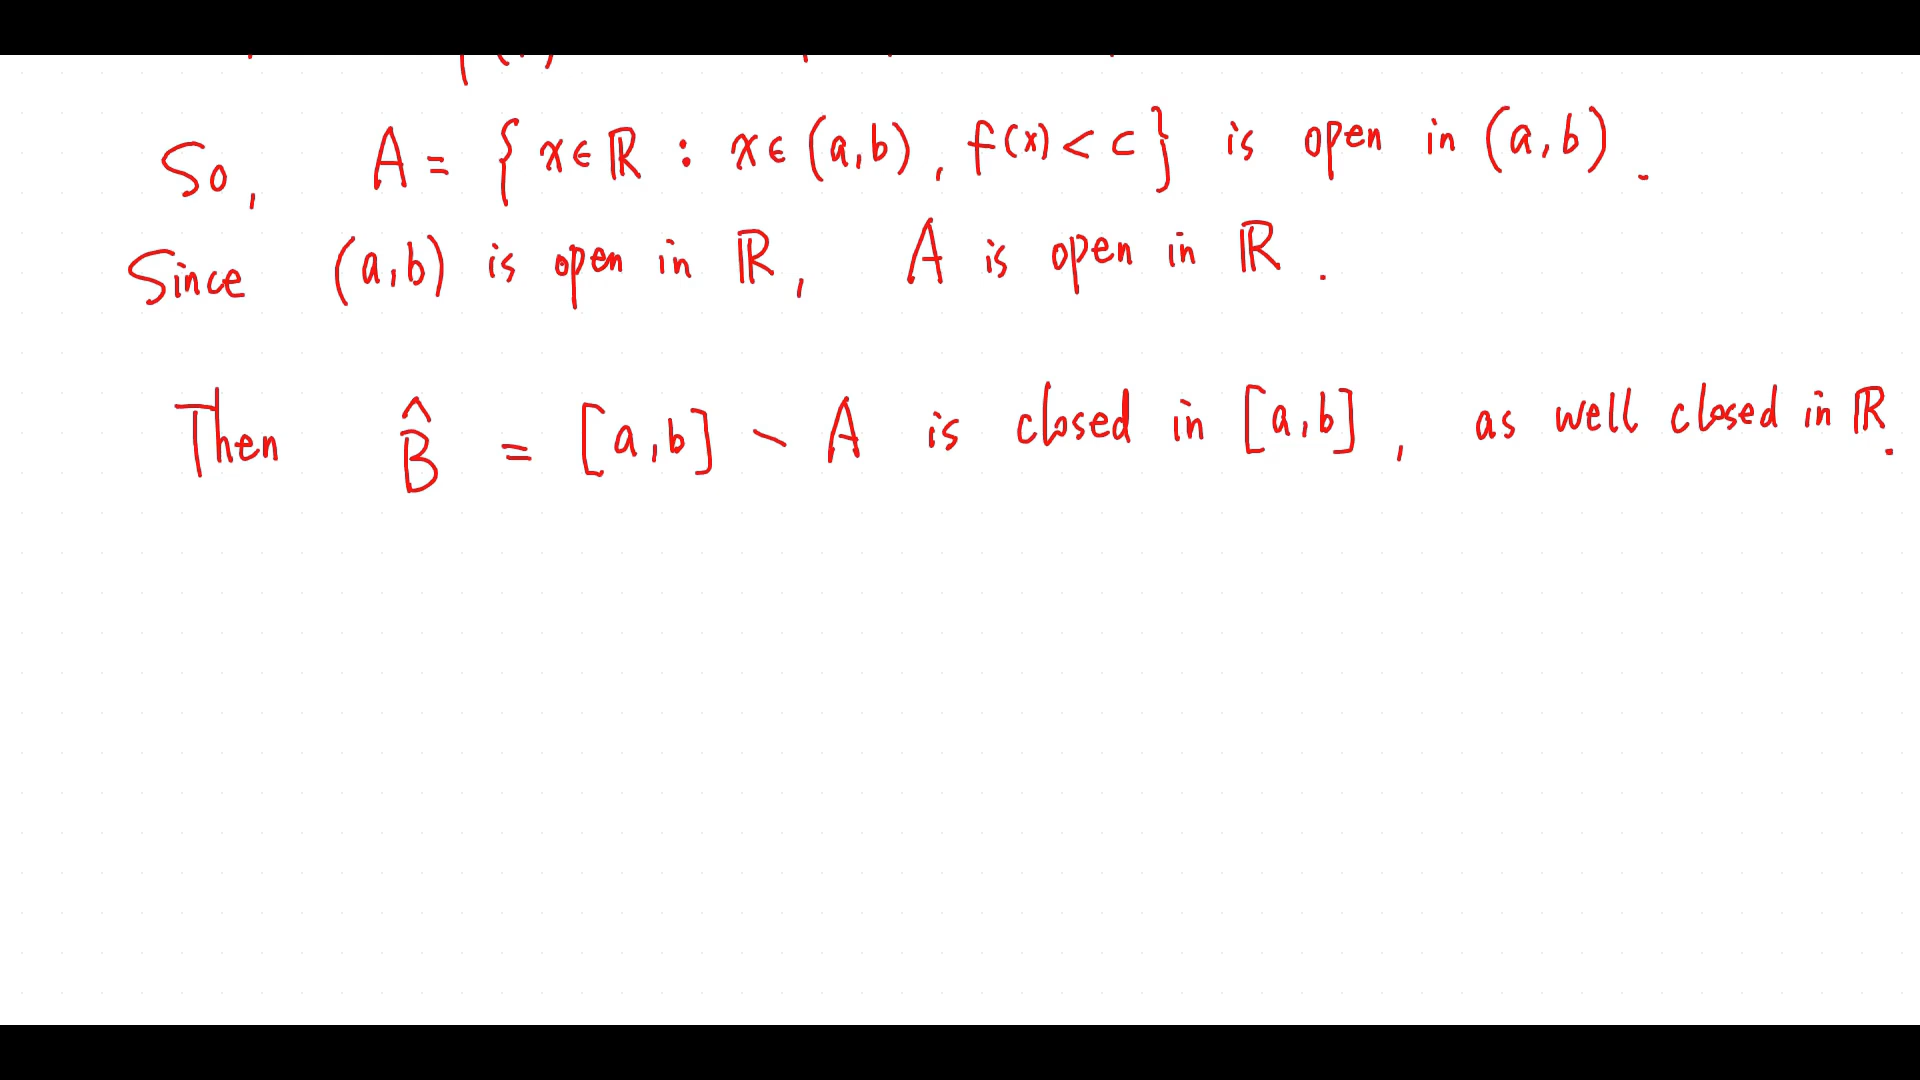 So, A = { x ∈ ℝ : x ∈ (a,b), f(x) < c } is open in (a,b).
Since (a,b) is open in ℝ, A is open in ℝ.
Then B̂ = [a,b] \ A is closed in [a,b], as well closed in ℝ.